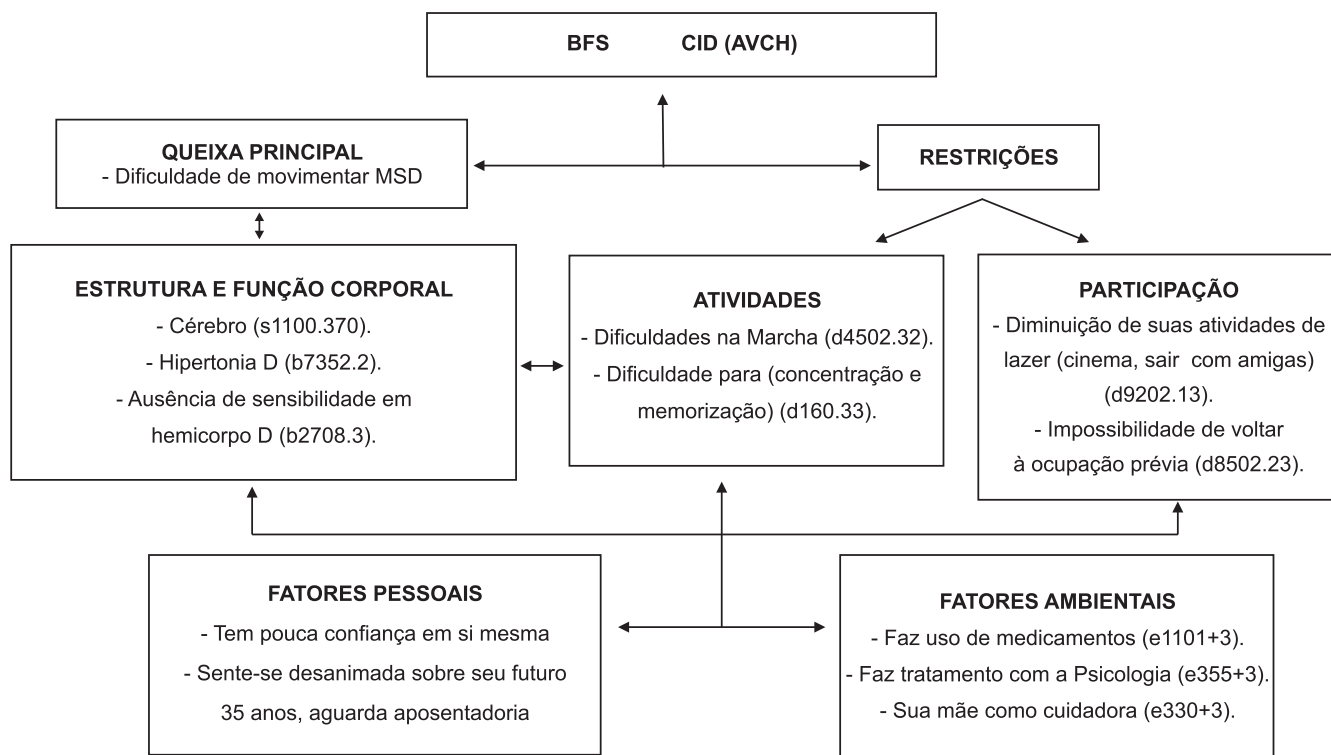 BFS CID (AVCH)
QUEIXA PRINCIPAL
- Dificuldade de movimentar MSD
RESTRIÇÕES
ESTRUTURA E FUNÇÃO CORPORAL
- Cérebro (s1100.370).
- Hipertonia D (b7352.2).
- Ausência de sensibilidade em
hemicorpo D (b2708.3).
ATIVIDADES
- Dificuldades na Marcha (d4502.32).
- Dificuldade para (concentração e
memorização) (d160.33).
PARTICIPAÇÃO
- Diminuição de suas atividades de
lazer (cinema, sair com amigas)
(d9202.13).
- Impossibilidade de voltar
à ocupação prévia (d8502.23).
FATORES PESSOAIS
- Tem pouca confiança em si mesma
- Sente-se desanimada sobre seu futuro
35 anos, aguarda aposentadoria
FATORES AMBIENTAIS
- Faz uso de medicamentos (e1101+3).
- Faz tratamento com a Psicologia (e355+3).
- Sua mãe como cuidadora (e330+3).